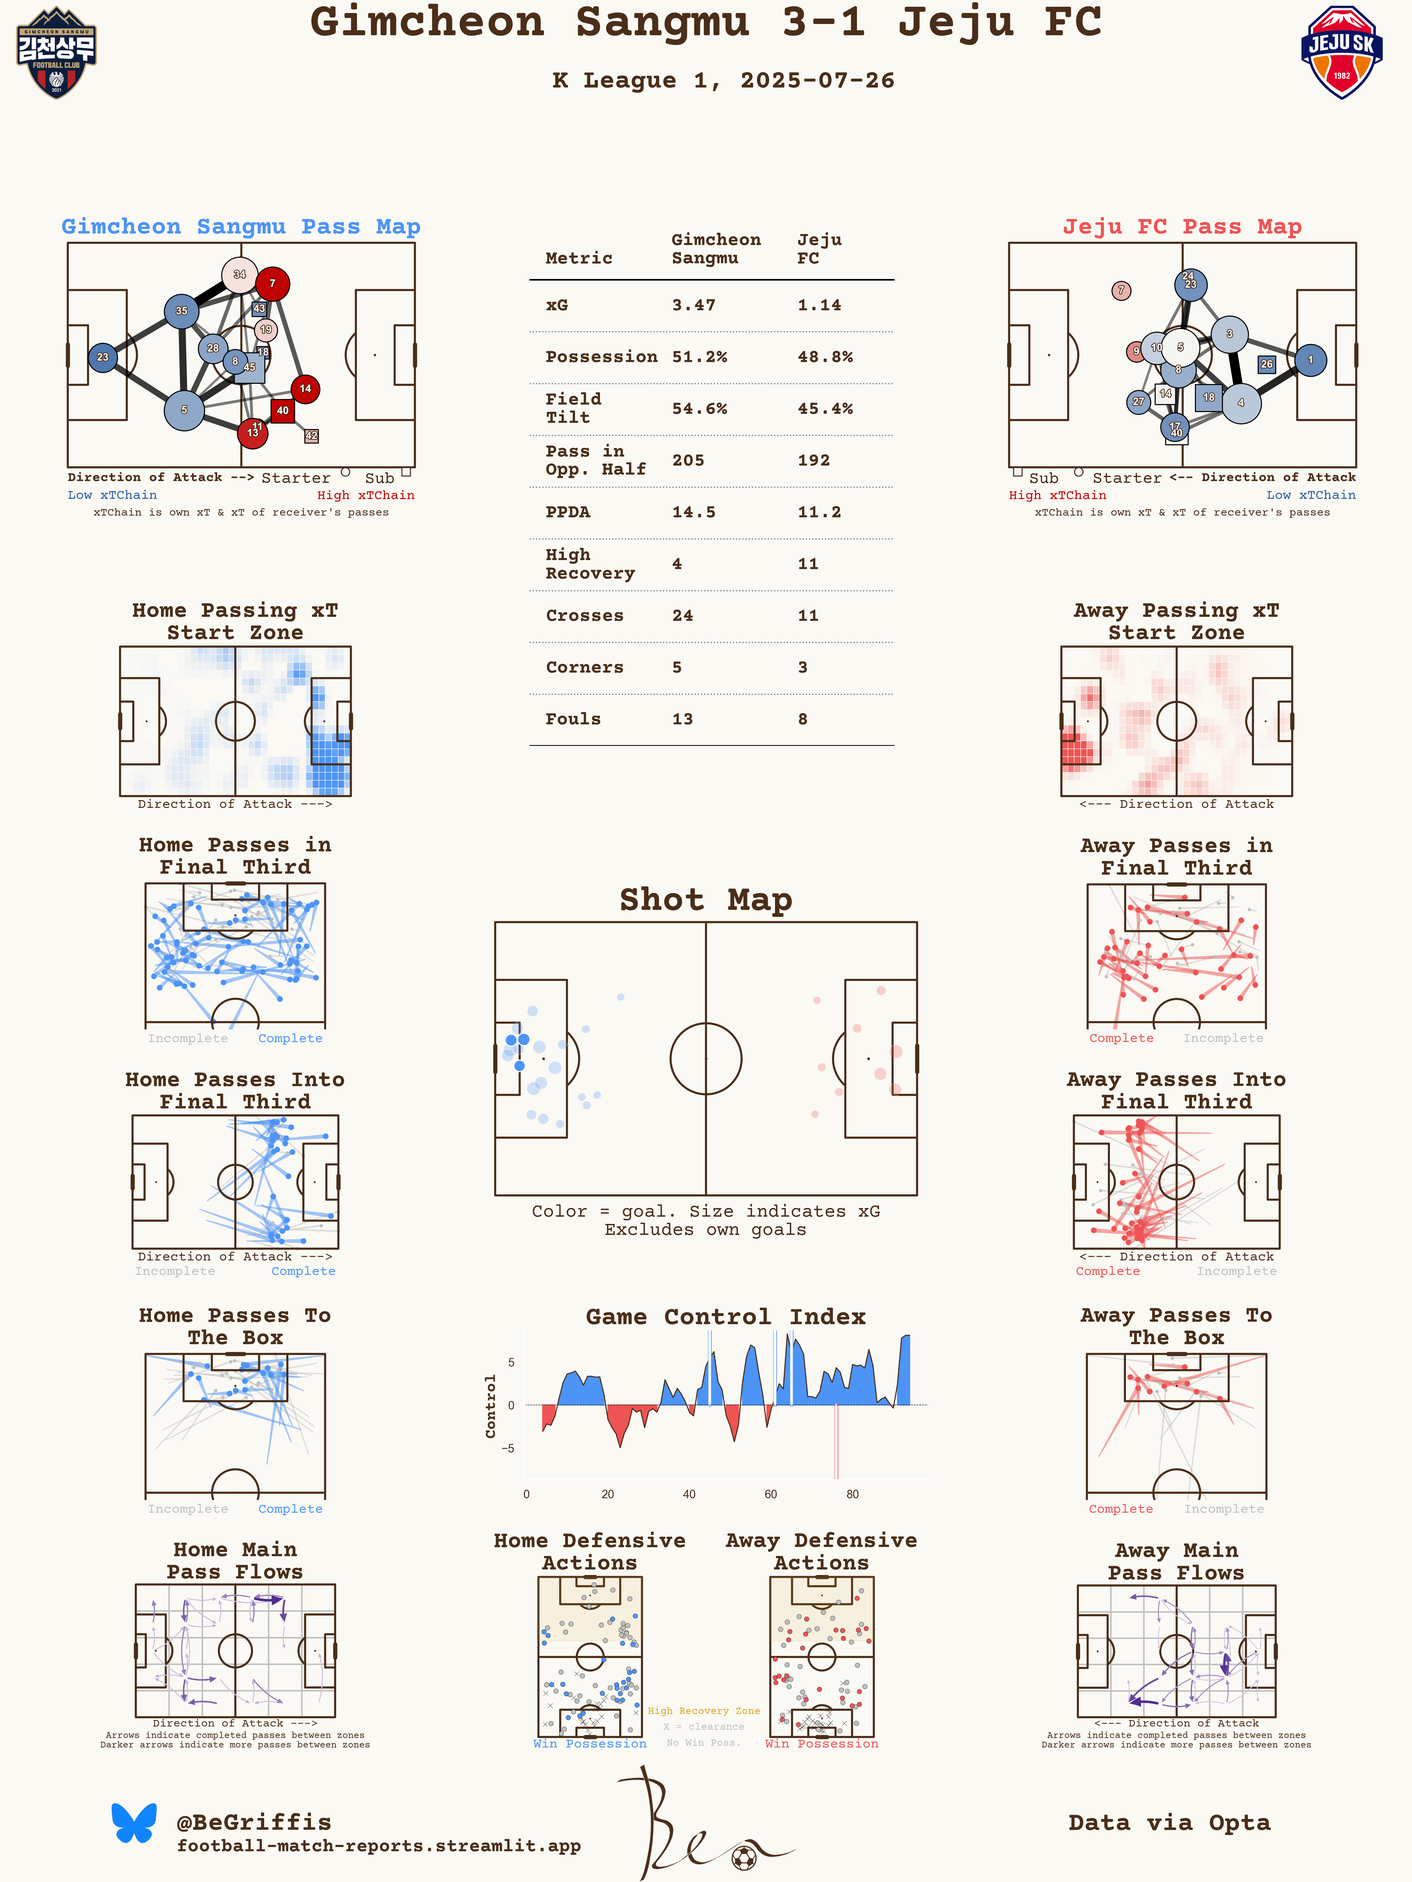 Gimcheon Sangmu 3-1 Jeju FC
K League 1, 2025-07-26
GIMCHEON SANGMU
김천상무
FOOTBALL CLUB
2021
JEJU SK
1982
Gimcheon Sangmu Pass Map
34
7
43
35
19
28
18
23
8
45
14
5
40
11
13
42
Direction of Attack --> Starter Sub
Low xTChain High xTChain
xTChain is own xT & xT of receiver's passes
Metric Gimcheon Sangmu Jeju FC
xG 3.47 1.14
Possession 51.2% 48.8%
Field Tilt 54.6% 45.4%
Pass in Opp. Half 205 192
PPDA 14.5 11.2
High Recovery 4 11
Crosses 24 11
Corners 5 3
Fouls 13 8
Jeju FC Pass Map
24
23
7
3
10
5
9
1
26
8
14
18
27
4
17
40
Sub Starter <-- Direction of Attack
High xTChain Low xTChain
xTChain is own xT & xT of receiver's passes
Home Passing xT
Start Zone
Direction of Attack --->
Away Passing xT
Start Zone
<--- Direction of Attack
Home Passes in
Final Third
Incomplete Complete
Away Passes in
Final Third
Complete Incomplete
Shot Map
Color = goal. Size indicates xG
Excludes own goals
Home Passes Into
Final Third
Direction of Attack --->
Incomplete Complete
Away Passes Into
Final Third
<--- Direction of Attack
Complete Incomplete
Home Passes To
The Box
Incomplete Complete
Game Control Index
Control
5
0
−5
0 20 40 60 80
Away Passes To
The Box
Complete Incomplete
Home Main
Pass Flows
Direction of Attack --->
Arrows indicate completed passes between zones
Darker arrows indicate more passes between zones
Home Defensive
Actions
Win Possession
High Recovery Zone
X = clearance
No Win Poss.
Away Defensive
Actions
Win Possession
Away Main
Pass Flows
<--- Direction of Attack
Arrows indicate completed passes between zones
Darker arrows indicate more passes between zones
@BeGriffis
football-match-reports.streamlit.app
Ben
Data via Opta